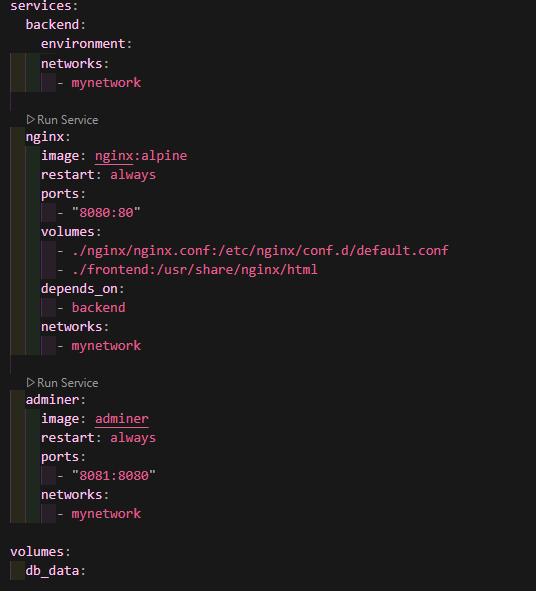 services:
  backend:
    environment:
    networks:
      - mynetwork
▷Run Service
  nginx:
    image: nginx:alpine
    restart: always
    ports:
      - "8080:80"
    volumes:
      - ./nginx/nginx.conf:/etc/nginx/conf.d/default.conf
      - ./frontend:/usr/share/nginx/html
    depends_on:
      - backend
    networks:
      - mynetwork
▷Run Service
  adminer:
    image: adminer
    restart: always
    ports:
      - "8081:8080"
    networks:
      - mynetwork
volumes:
  db_data: